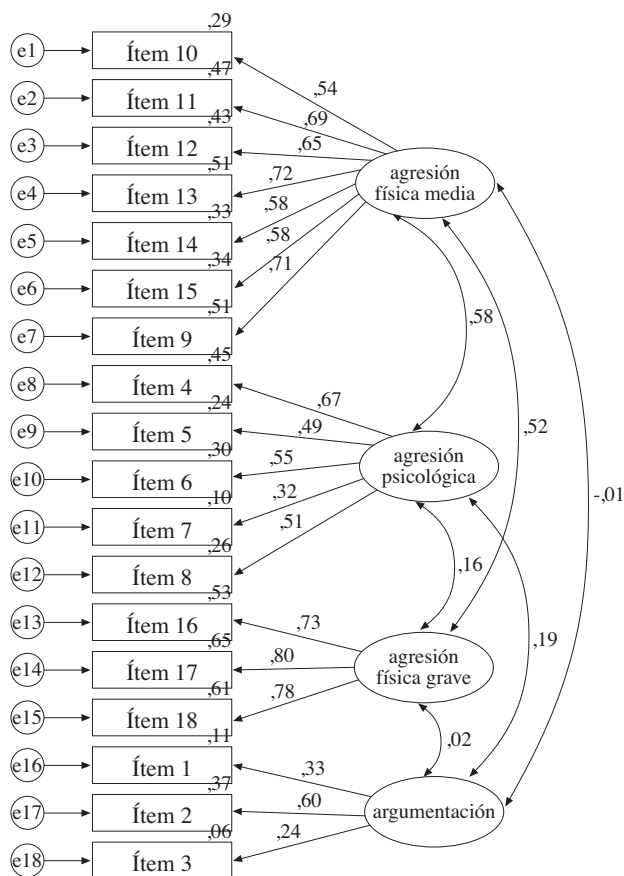 ,29
e1
Ítem 10
,47
,54
e2
Ítem 11
,43
,69
e3
Ítem 12
,65
,51
e4
Ítem 13
,72
agresión
física media
,33
e5
Ítem 14
,58
,34
e6
Ítem 15
,58
,51
,71
e7
Ítem 9
,58
,45
e8
Ítem 4
,67
,24
e9
Ítem 5
,49
,52
,30
e10
Ítem 6
,55
agresión
psicológica
,10
e11
Ítem 7
,32
-,01
,26
e12
Ítem 8
,51
,53
,16
e13
Ítem 16
,73
,65
,19
e14
Ítem 17
,80
agresión
física grave
,61
e15
Ítem 18
,78
,11
,02
e16
Ítem 1
,33
,37
e17
Ítem 2
,60
argumentación
,06
e18
Ítem 3
,24